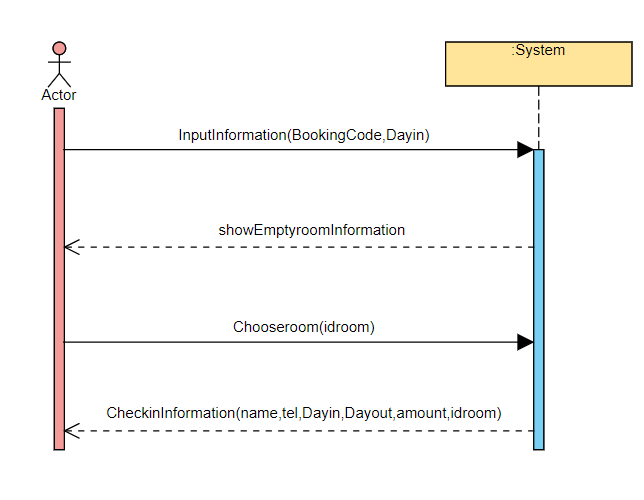 :System
Actor
InputInformation(BookingCode,Dayin)
showEmptyroomInformation
Chooseroom(idroom)
CheckinInformation(name,tel,Dayin,Dayout,amount,idroom)